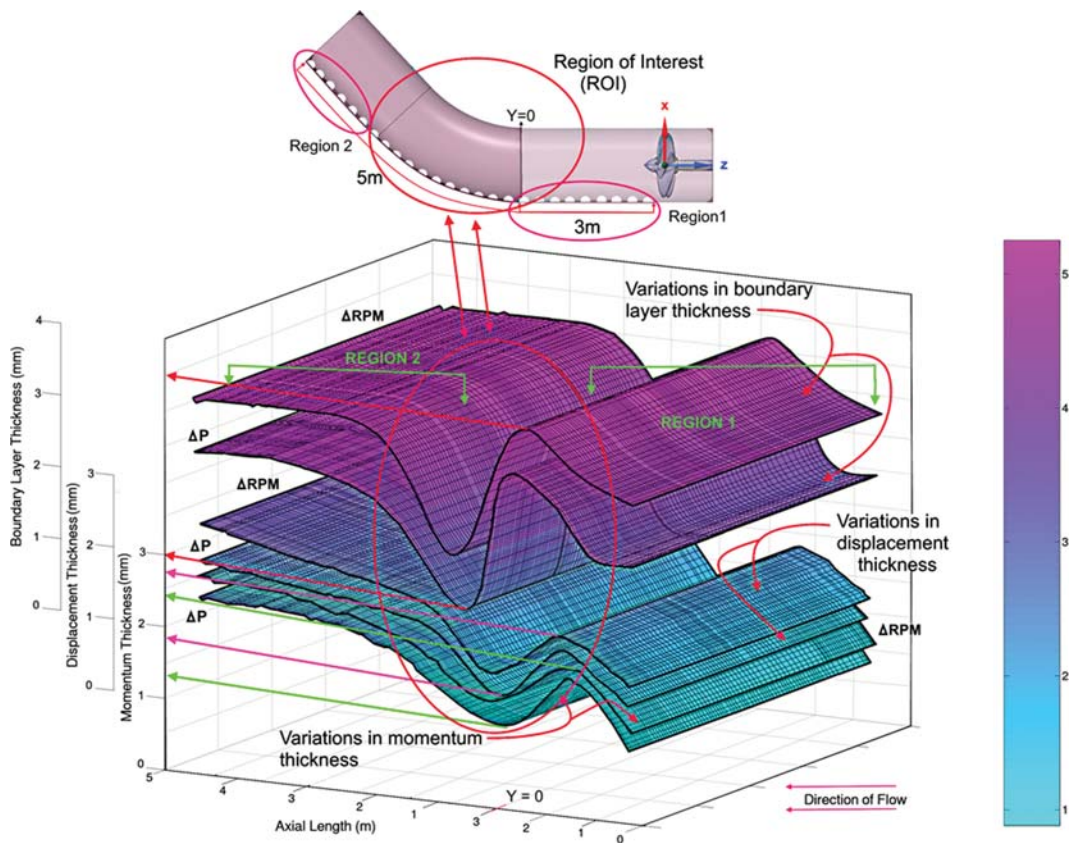 Region of Interest
(ROI)
Y=0
x
z
Region 2
5m
3m
Region1
Variations in boundary
layer thickness
ΔRPM
REGION 2
REGION 1
ΔP
ΔRPM
Variations in
displacement
thickness
ΔP
ΔP
ΔRPM
Variations in momentum
thickness
Boundary Layer Thickness (mm)
4
3
2
1
0
Displacement Thickness (mm)
3
2
1
0
Momentum Thickness (mm)
3
2
1
0
5
4
3
2
1
Y = 0
3
2
1
0
Axial Length (m)
Direction of Flow
5
4
3
2
1